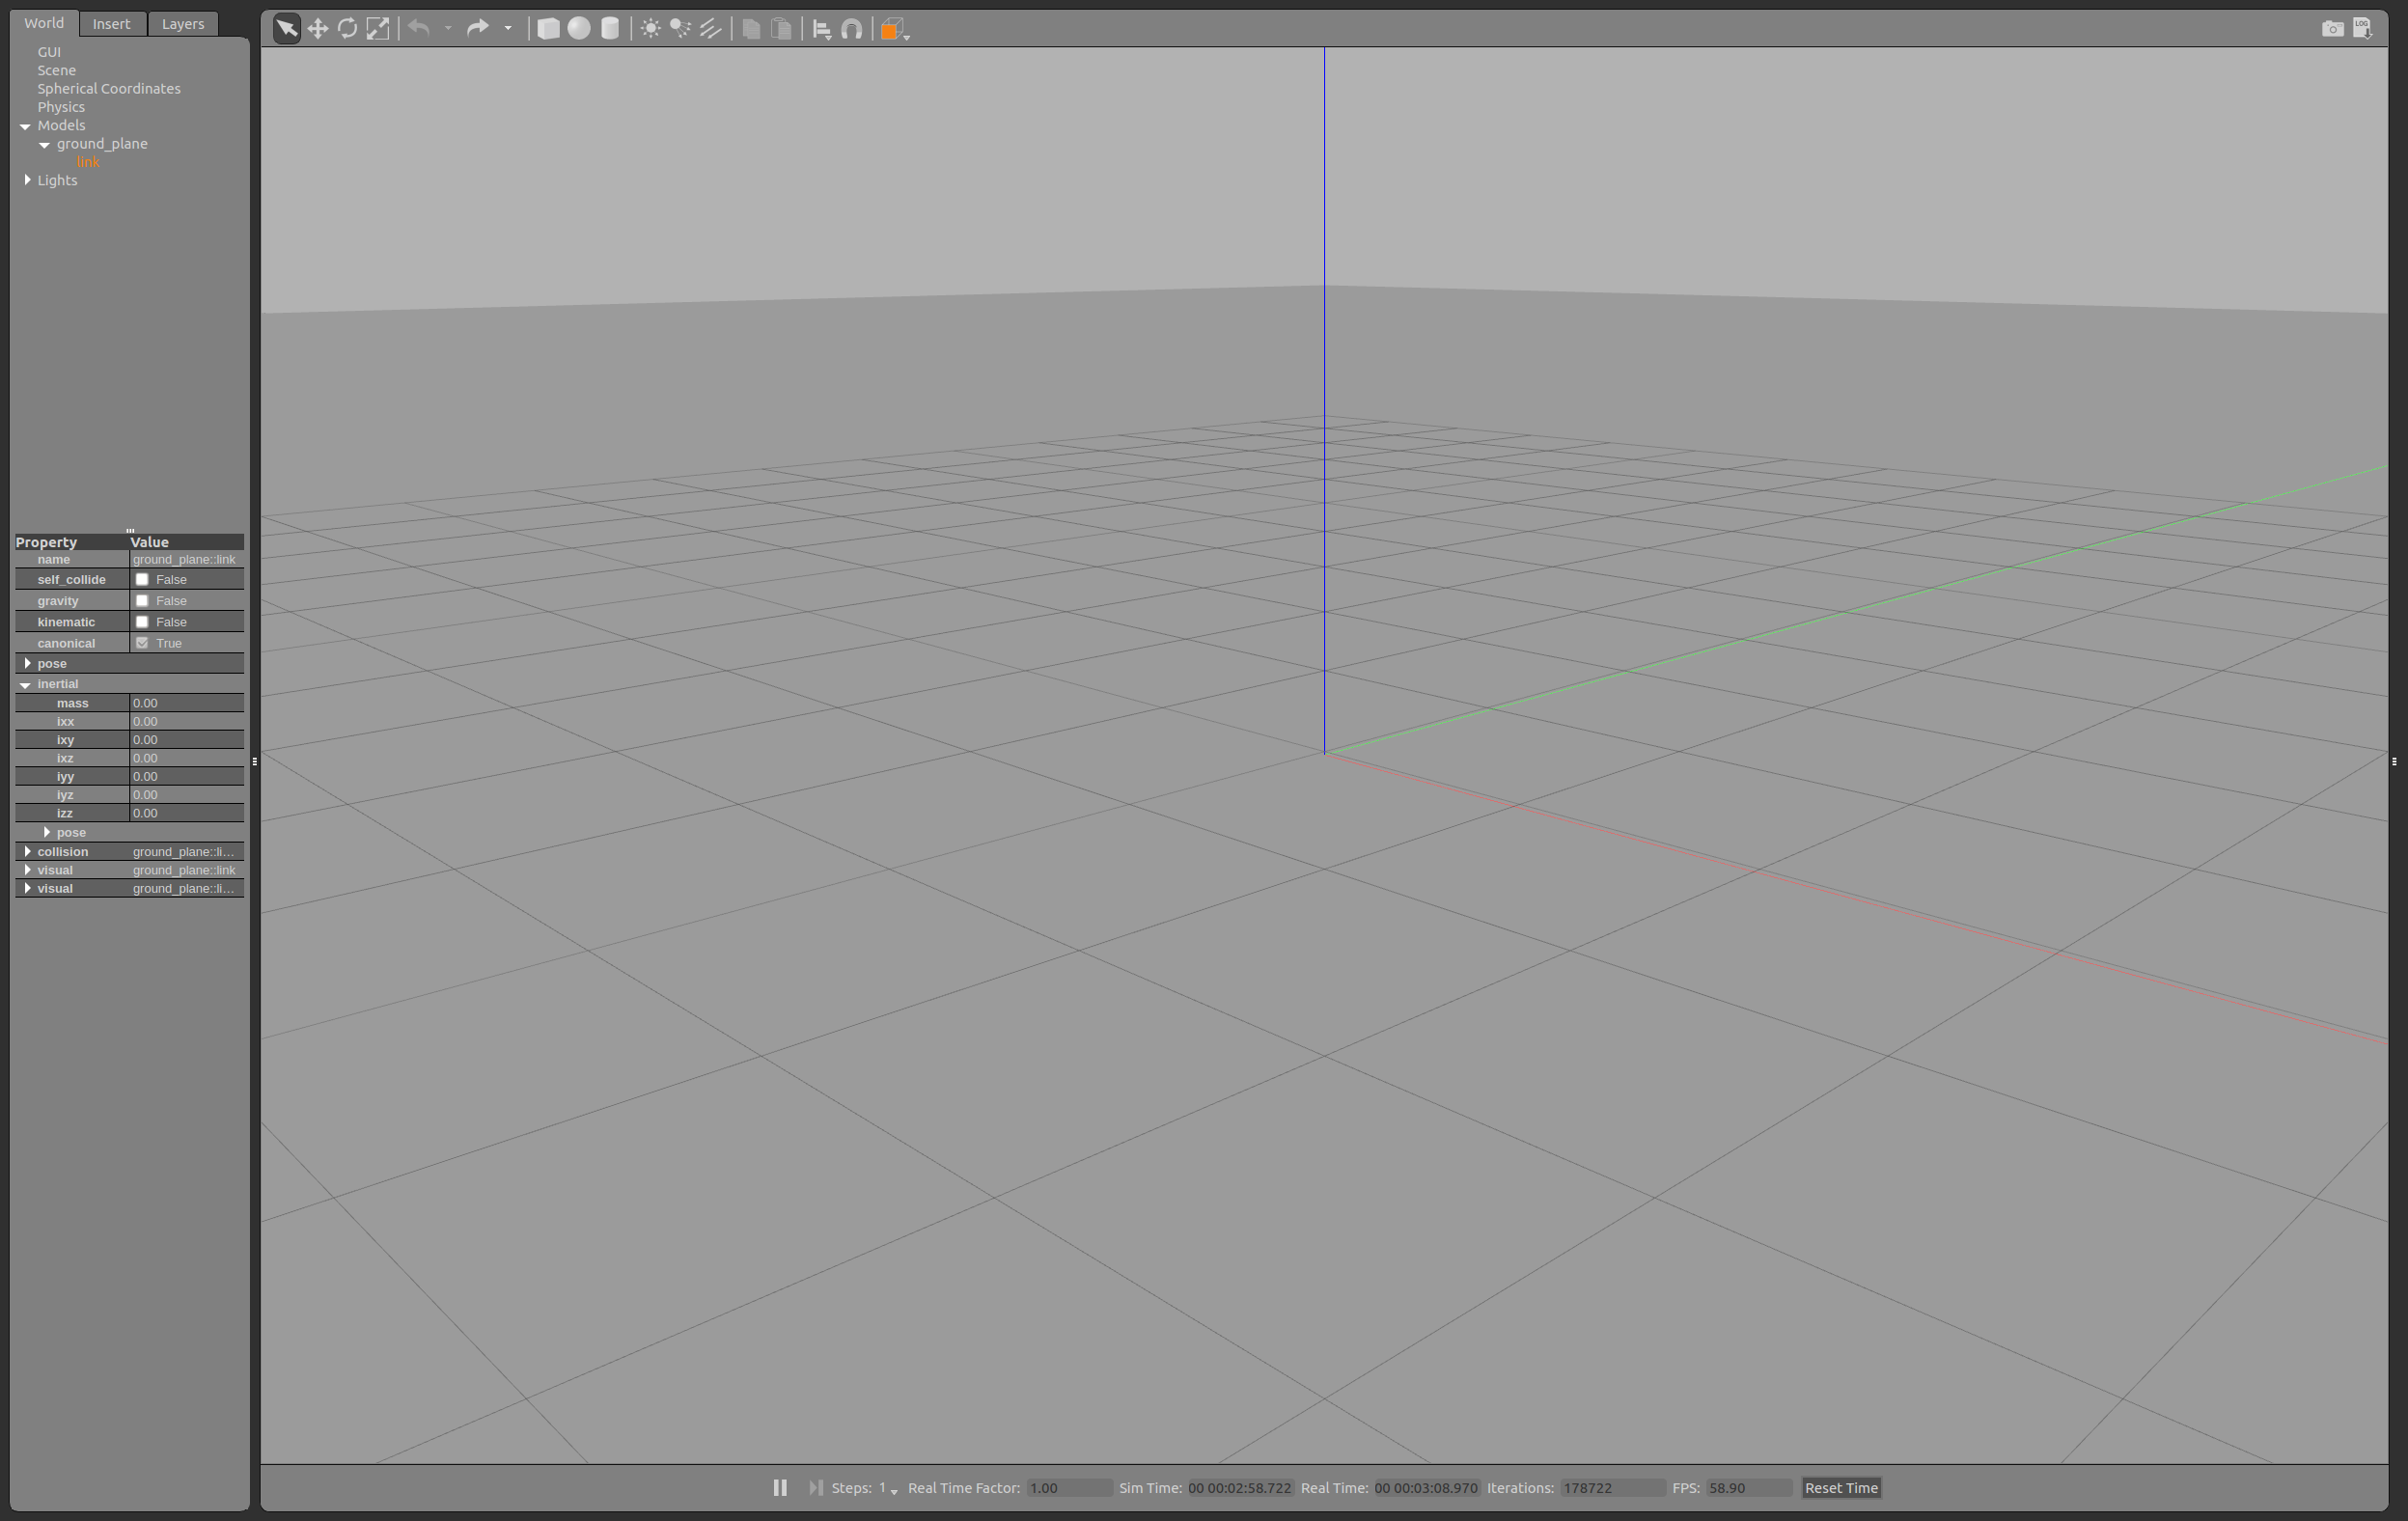 World Insert Layers
LOG
GUI
Scene
Spherical Coordinates
Physics
Models
ground_plane
link
Lights
Property Value
name ground_plane::link
self_collide False
gravity False
kinematic False
canonical True
pose
inertial
mass 0.00
ixx 0.00
ixy 0.00
ixz 0.00
iyy 0.00
iyz 0.00
izz 0.00
pose
collision ground_plane::li...
visual ground_plane::link
visual ground_plane::li...
Steps: 1 Real Time Factor: 1.00 Sim Time: 00 00:02:58.722 Real Time: 00 00:03:08.970 Iterations: 178722 FPS: 58.90 Reset Time